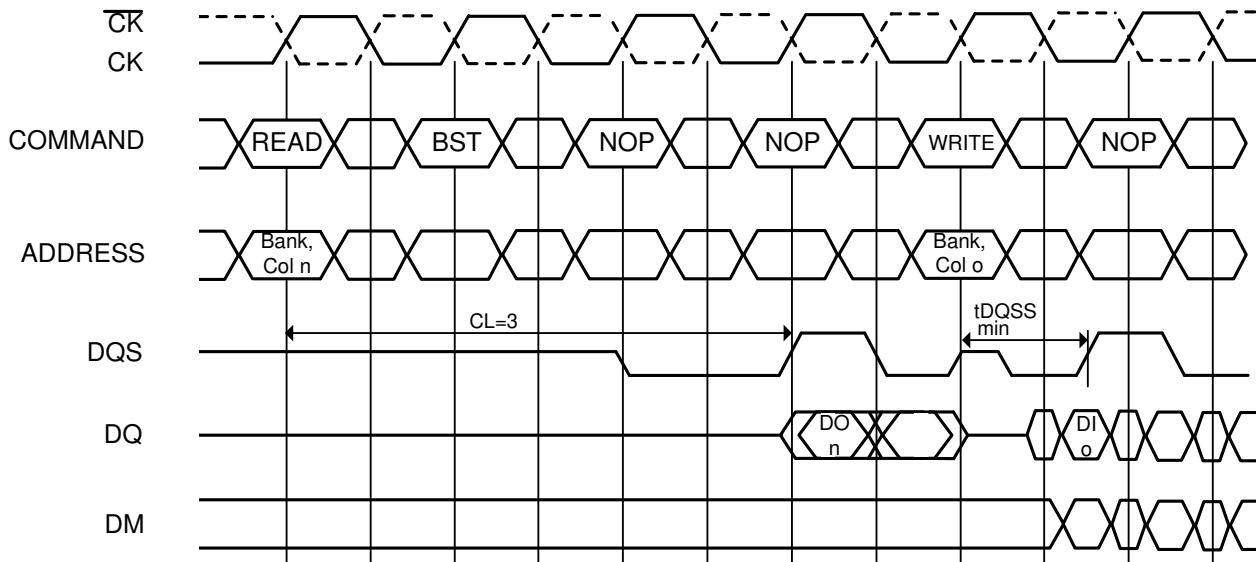 CK
CK
COMMAND
READ
BST
NOP
NOP
WRITE
NOP
ADDRESS
Bank,
Col n
Bank,
Col o
CL=3
tDQSS
min
DQS
DQ
DO
n
DI
o
DM